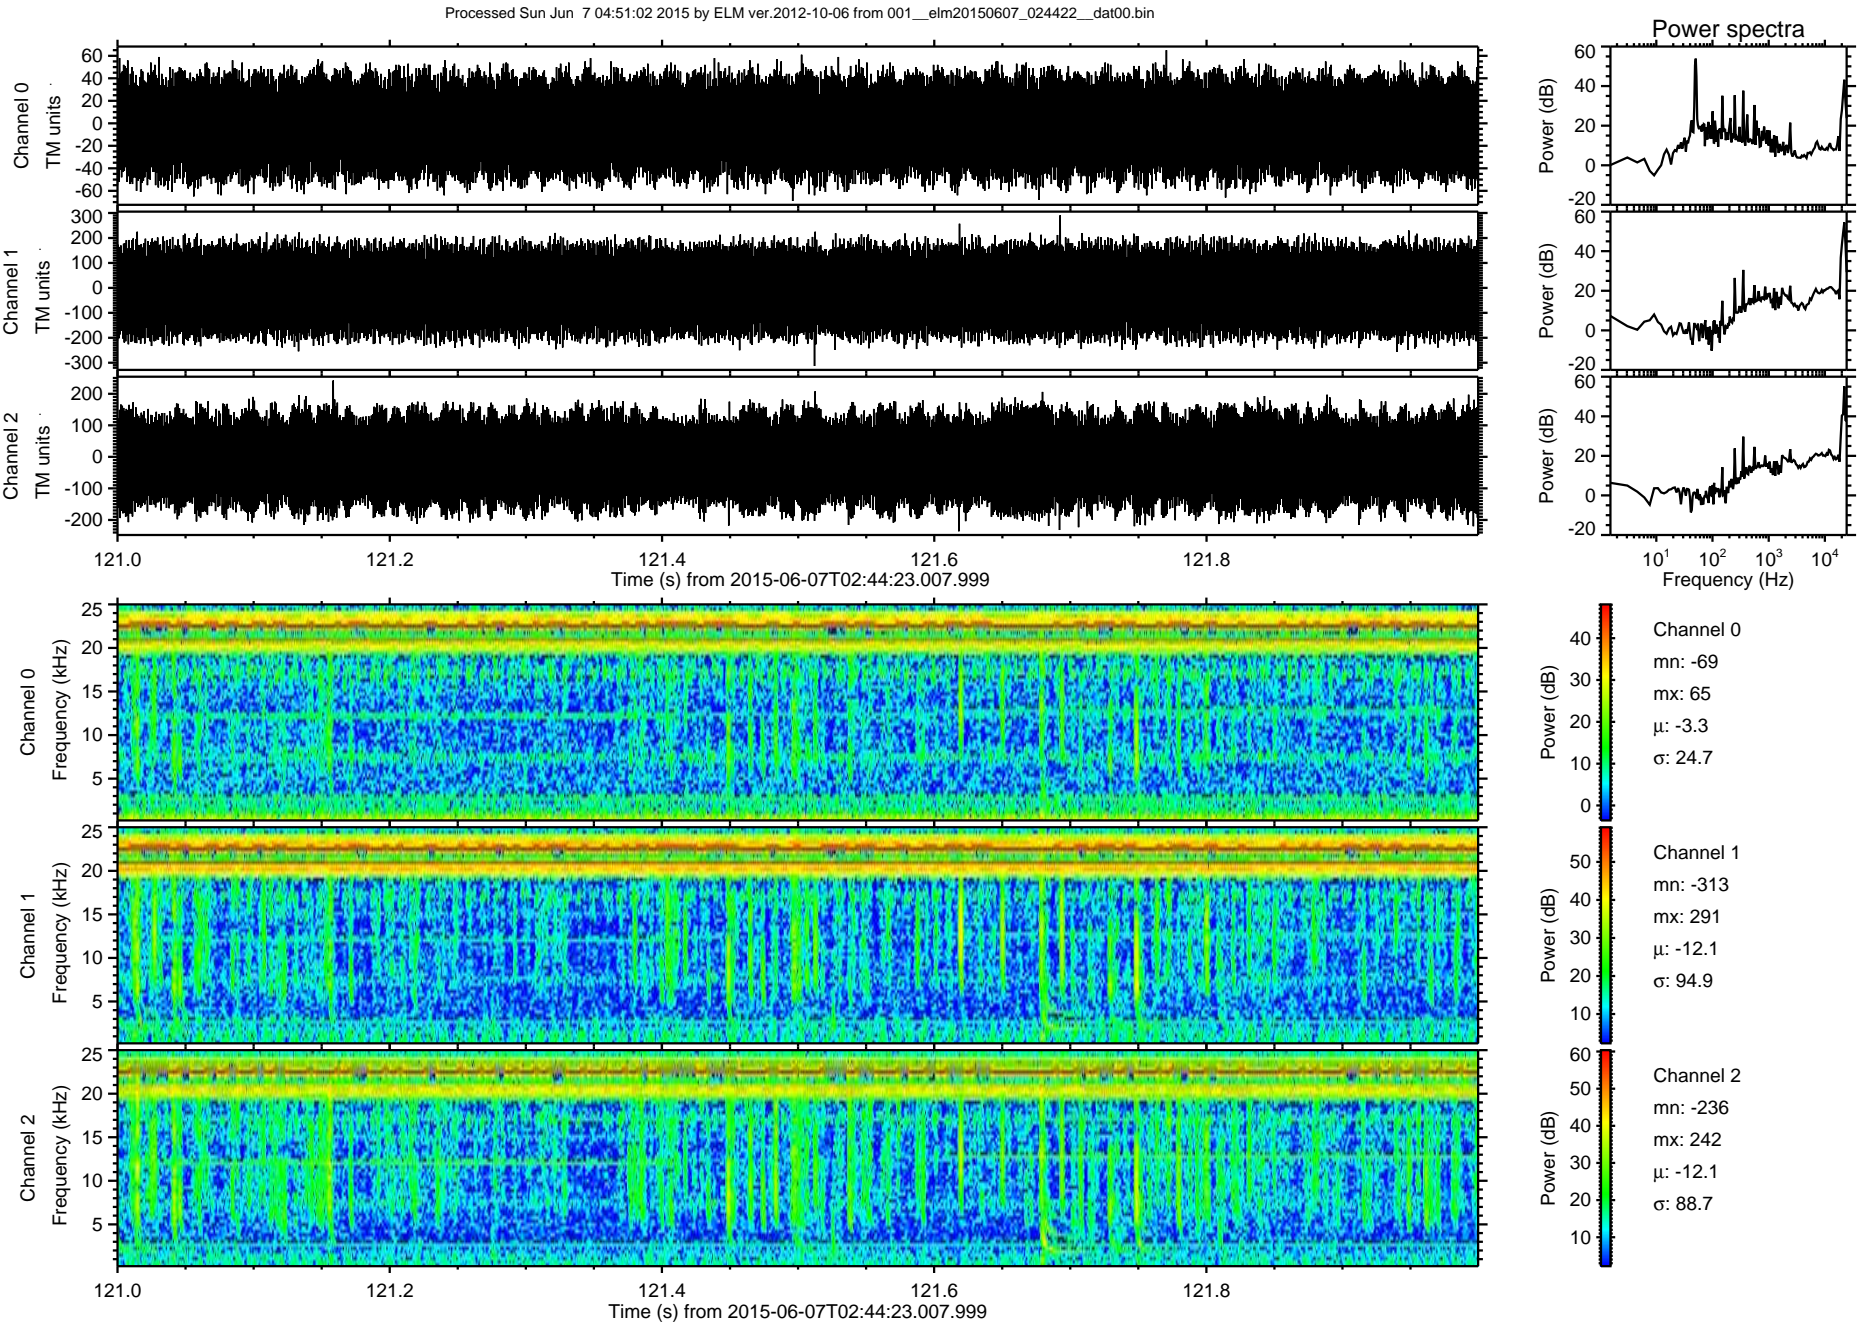 Processed Sun Jun  7 04:51:02 2015 by ELM ver.2012-10-06 from 001__elm20150607_024422__dat00.bin
Power spectra
Channel 0
TM units
60
40
20
0
-20
-40
-60
Power (dB)
60
40
20
0
-20
Channel 1
TM units
300
200
100
0
-100
-200
-300
Power (dB)
60
40
20
0
-20
Channel 2
TM units
200
100
0
-100
-200
Power (dB)
60
40
20
0
-20
121.0 121.2 121.4 121.6 121.8
Time (s) from 2015-06-07T02:44:23.007.999
10^1 10^2 10^3 10^4
Frequency (Hz)
Channel 0
Frequency (kHz)
25
20
15
10
5
Power (dB)
40
30
20
10
0
Channel 0
mn: -69
mx: 65
μ: -3.3
σ: 24.7
Channel 1
Frequency (kHz)
25
20
15
10
5
Power (dB)
50
40
30
20
10
Channel 1
mn: -313
mx: 291
μ: -12.1
σ: 94.9
Channel 2
Frequency (kHz)
25
20
15
10
5
Power (dB)
60
50
40
30
20
10
Channel 2
mn: -236
mx: 242
μ: -12.1
σ: 88.7
121.0 121.2 121.4 121.6 121.8
Time (s) from 2015-06-07T02:44:23.007.999